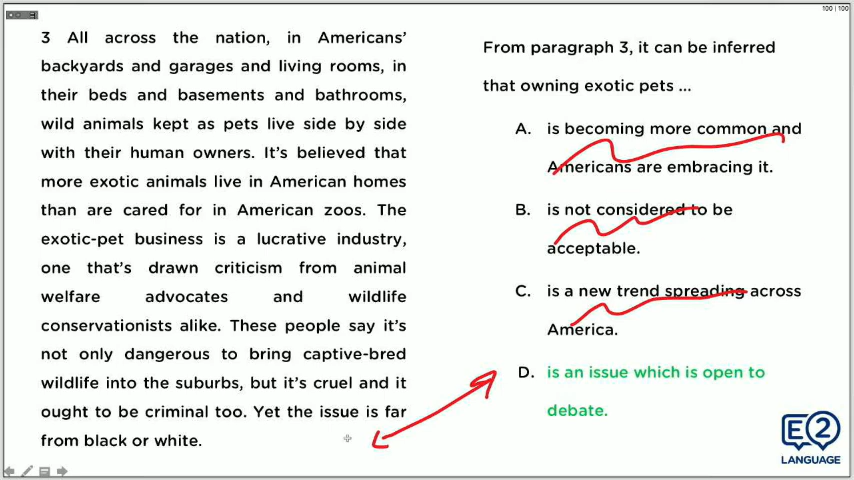 100 | 100
3 All across the nation, in Americans'
backyards and garages and living rooms, in
their beds and basements and bathrooms,
wild animals kept as pets live side by side
with their human owners. It's believed that
more exotic animals live in American homes
than are cared for in American zoos. The
exotic-pet business is a lucrative industry,
one that's drawn criticism from animal
welfare advocates and wildlife
conservationists alike. These people say it's
not only dangerous to bring captive-bred
wildlife into the suburbs, but it's cruel and it
ought to be criminal too. Yet the issue is far
from black or white.
From paragraph 3, it can be inferred
that owning exotic pets ...
A. is becoming more common and
Americans are embracing it.
B. is not considered to be
acceptable.
C. is a new trend spreading across
America.
D. is an issue which is open to
debate.
E2
LANGUAGE